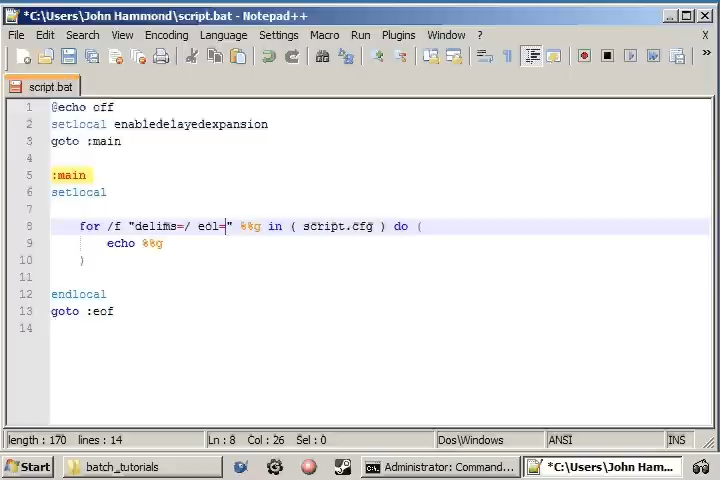 *C:\Users\John Hammond\script.bat - Notepad++
File Edit Search View Encoding Language Settings Macro Run Plugins Window ? X
»
script.bat
1 @echo off
2 setlocal enabledelayedexpansion
3 goto :main
4
5 :main
6 setlocal
7
8 for /f "delims=/ eol=" %%g in ( script.cfg ) do (
9 echo %%g
10 )
11
12 endlocal
13 goto :eof
14
length : 170 lines : 14 Ln : 8 Col : 26 Sel : 0 Dos\Windows ANSI INS
Start batch_tutorials Administrator: Command... *C:\Users\John Ham...